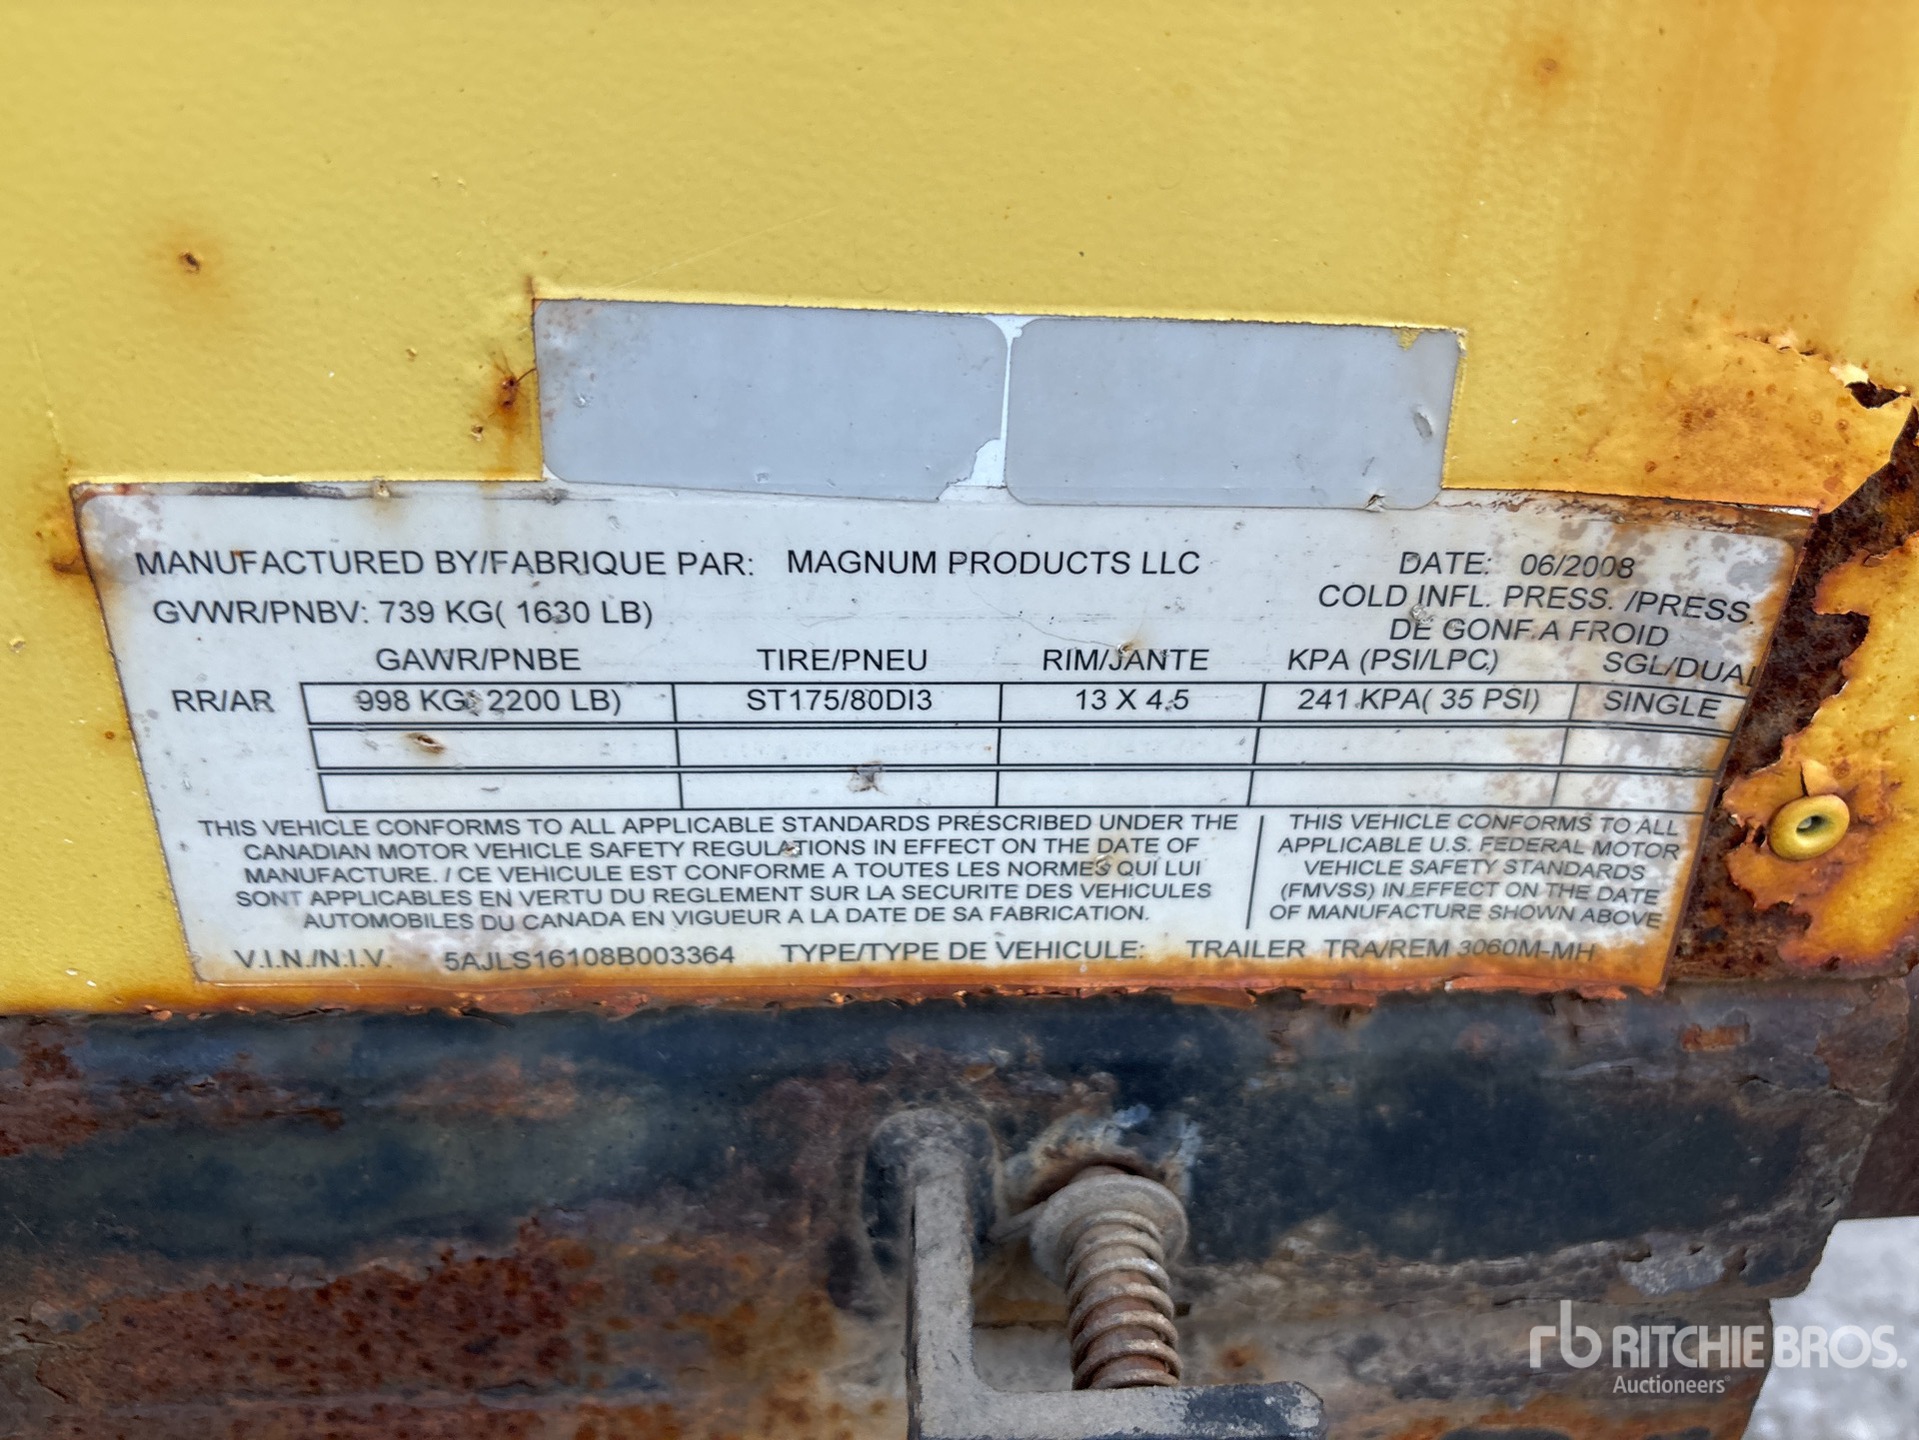 MANUFACTURED BY/FABRIQUE PAR: MAGNUM PRODUCTS LLC DATE: 06/2008
GVWR/PNBV: 739 KG( 1630 LB) COLD INFL. PRESS. /PRESS.
DE GONF.A FROID
GAWR/PNBE TIRE/PNEU RIM/JANTE KPA (PSI/LPC) SGL/DUAL
RR/AR 998 KG( 2200 LB) ST175/80DI3 13 X 4.5 241 KPA( 35 PSI) SINGLE
THIS VEHICLE CONFORMS TO ALL APPLICABLE STANDARDS PRESCRIBED UNDER THE
CANADIAN MOTOR VEHICLE SAFETY REGULATIONS IN EFFECT ON THE DATE OF
MANUFACTURE. / CE VEHICULE EST CONFORME A TOUTES LES NORMES QUI LUI
SONT APPLICABLES EN VERTU DU REGLEMENT SUR LA SECURITE DES VEHICULES
AUTOMOBILES DU CANADA EN VIGUEUR A LA DATE DE SA FABRICATION.
THIS VEHICLE CONFORMS TO ALL
APPLICABLE U.S. FEDERAL MOTOR
VEHICLE SAFETY STANDARDS
(FMVSS) IN EFFECT ON THE DATE
OF MANUFACTURE SHOWN ABOVE
V.I.N./N.I.V. 5AJLS16108B003364 TYPE/TYPE DE VEHICULE: TRAILER TRA/REM 3060M-MH
rb RITCHIE BROS.
Auctioneers